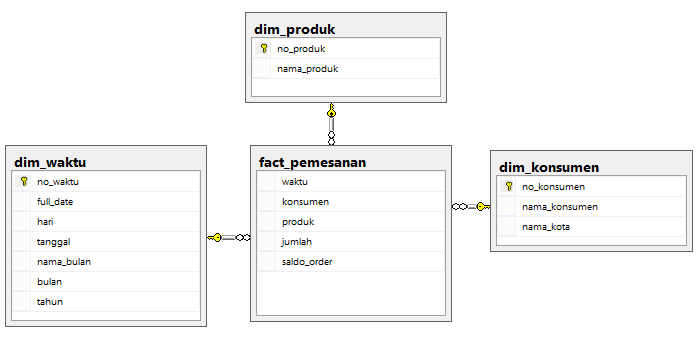 dim_produk
no_produk
nama_produk
dim_waktu
no_waktu
full_date
hari
tanggal
nama_bulan
bulan
tahun
fact_pemesanan
waktu
konsumen
produk
jumlah
saldo_order
dim_konsumen
no_konsumen
nama_konsumen
nama_kota